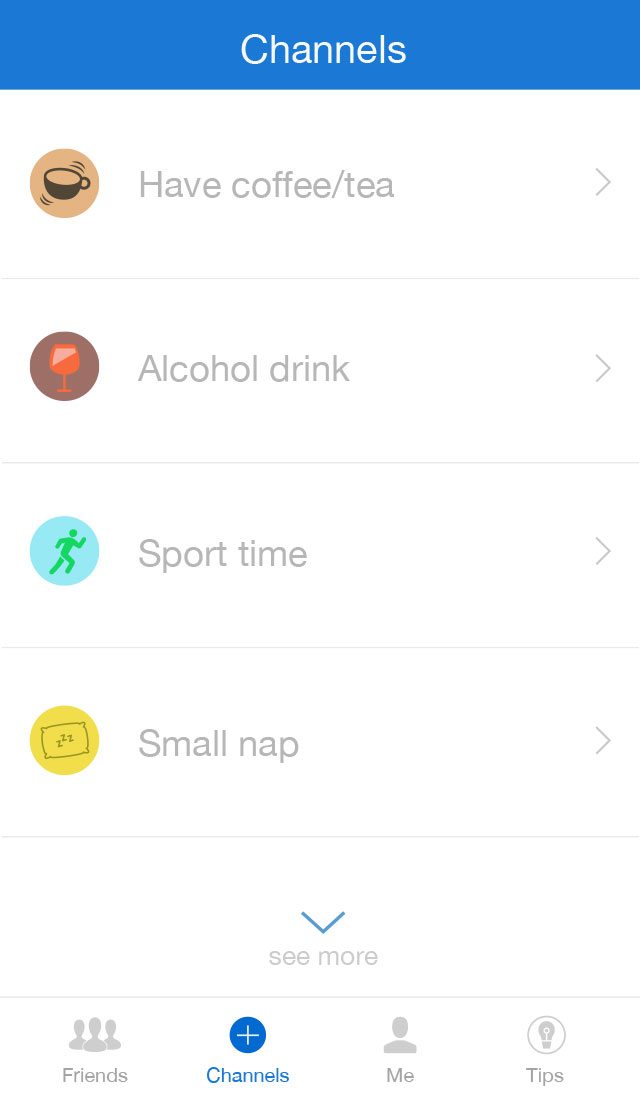 Channels
Have coffee/tea
Alcohol drink
Sport time
zzz
Small nap
see more
Friends
Channels
Me
Tips